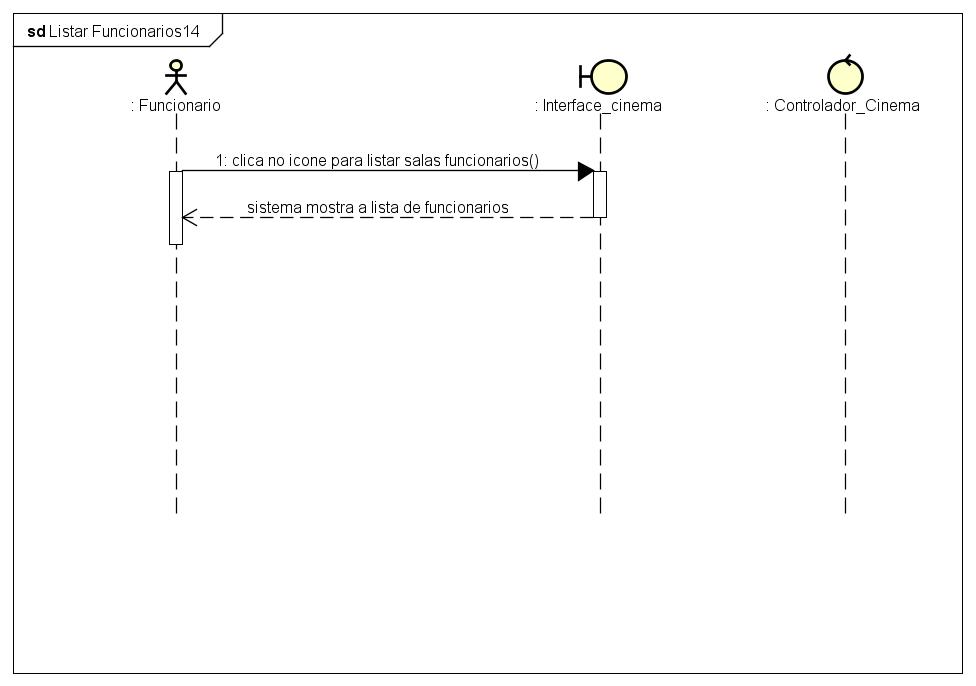 sd Listar Funcionarios14
: Funcionario
: Interface_cinema
: Controlador_Cinema
1: clica no icone para listar salas funcionarios()
sistema mostra a lista de funcionarios